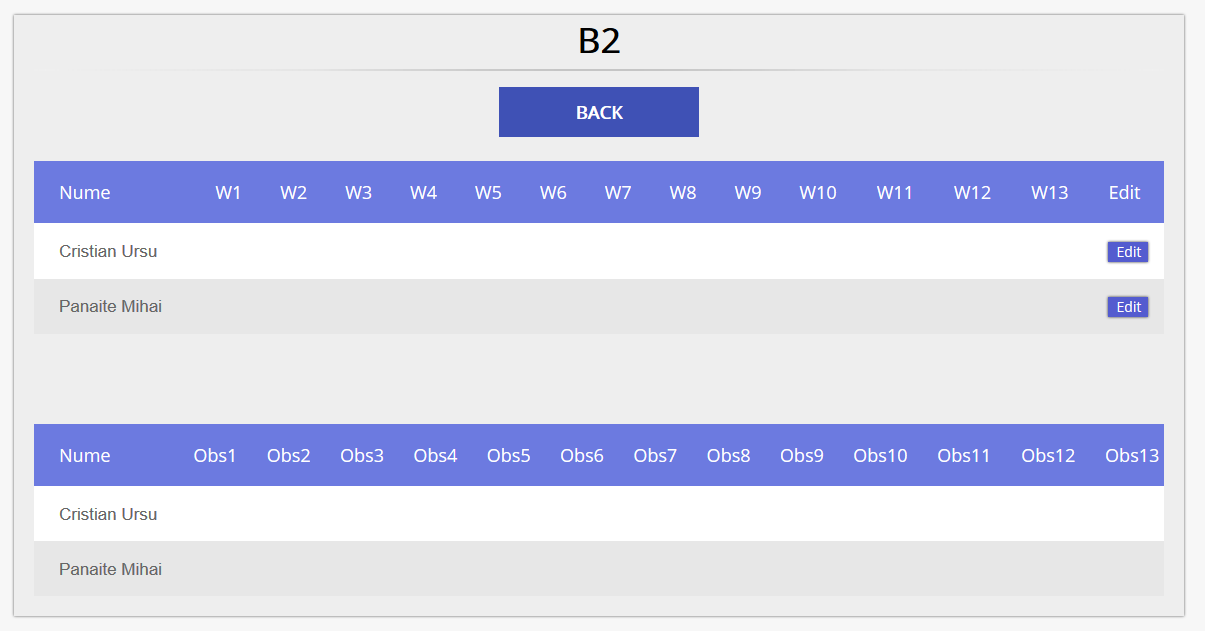 B2
BACK
Nume W1 W2 W3 W4 W5 W6 W7 W8 W9 W10 W11 W12 W13 Edit
Cristian Ursu Edit
Panaite Mihai Edit
Nume Obs1 Obs2 Obs3 Obs4 Obs5 Obs6 Obs7 Obs8 Obs9 Obs10 Obs11 Obs12 Obs13
Cristian Ursu
Panaite Mihai